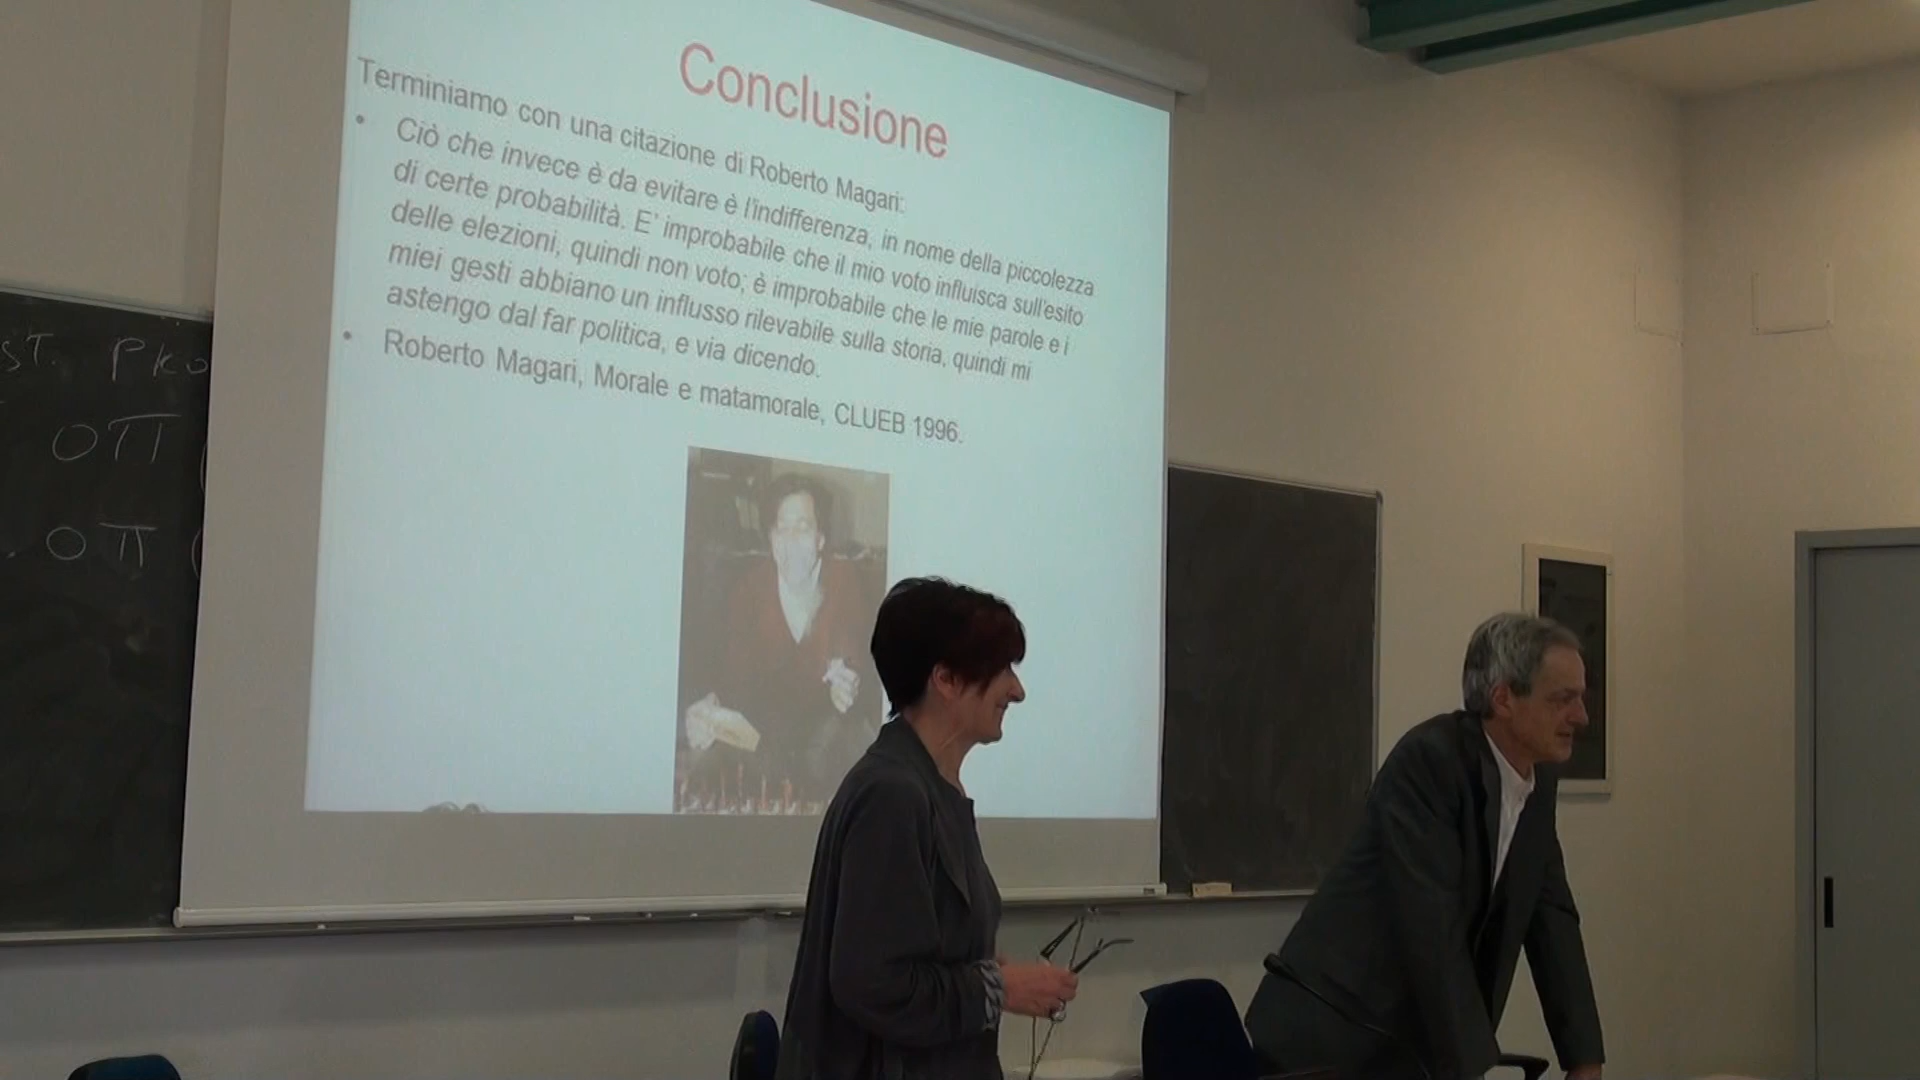 Conclusione
Terminiamo con una citazione di Roberto Magari:
• Ciò che invece è da evitare è l'indifferenza, in nome della piccolezza
di certe probabilità. E' improbabile che il mio voto influisca sull'esito
delle elezioni, quindi non voto; è improbabile che le mie parole e i
miei gesti abbiano un influsso rilevabile sulla storia, quindi mi
astengo dal far politica, e via dicendo.
• Roberto Magari, Morale e matamorale, CLUEB 1996.
ST. PKO
OTT
OTT